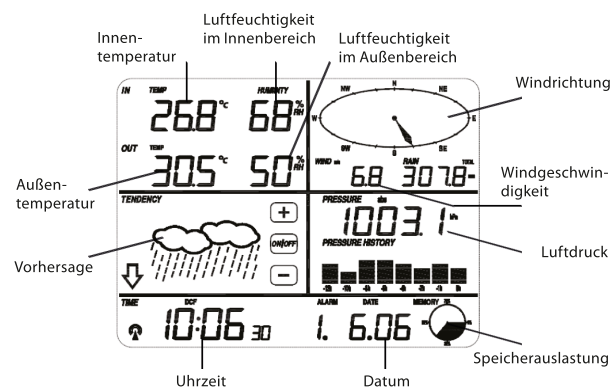 Innen-
temperatur
Luftfeuchtigkeit
im Innenbereich
Luftfeuchtigkeit
im Außenbereich
Windrichtung
IN TEMP HUMINTY
26.8 °C 68 % RH
OUT TEMP
30.5 °C 50 % RH
N
NW NE
W E
SW SE
S
WIND RAIN TOTAL
6.8 307.8
Außen-
temperatur
Windgeschwin-
digkeit
TENDENCY
+
ON/OFF
−
PRESSURE
1003.1 hPa
PRESSURE HISTORY
Luftdruck
Vorhersage
TIME DCF
10:06 30
ALARM DATE MEMORY
1. 6.06
Speicherauslastung
Uhrzeit
Datum